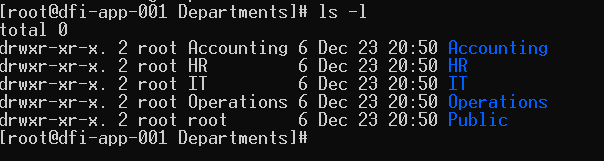 [root@dfi-app-001 Departments]# ls -l
total 0
drwxr-xr-x. 2 root Accounting 6 Dec 23 20:50 Accounting
drwxr-xr-x. 2 root HR         6 Dec 23 20:50 HR
drwxr-xr-x. 2 root IT         6 Dec 23 20:50 IT
drwxr-xr-x. 2 root Operations 6 Dec 23 20:50 Operations
drwxr-xr-x. 2 root root       6 Dec 23 20:50 Public
[root@dfi-app-001 Departments]#